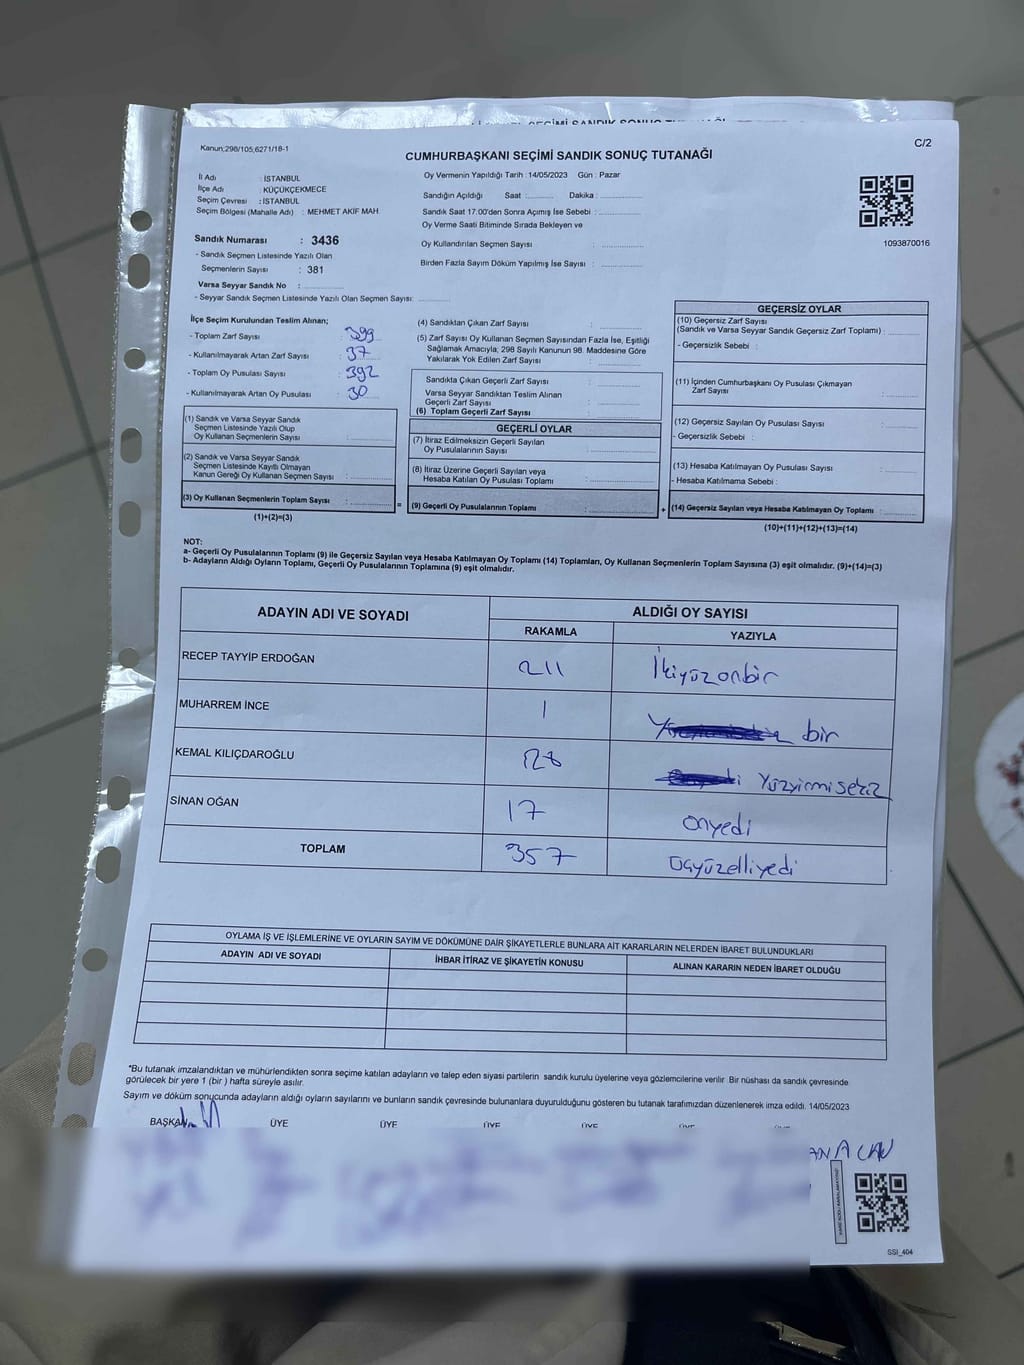 İ SEÇİMİ SANDIK SONUÇ TUTANAĞI
Kanun;298/105;6271/18-1
C/2
CUMHURBAŞKANI SEÇİMİ SANDIK SONUÇ TUTANAĞI
İl Adı : İSTANBUL
İlçe Adı : KÜÇÜKÇEKMECE
Seçim Çevresi : İSTANBUL
Seçim Bölgesi (Mahalle Adı) : MEHMET AKİF MAH.
Sandık Numarası : 3436
- Sandık Seçmen Listesinde Yazılı Olan
Seçmenlerin Sayısı : 381
Varsa Seyyar Sandık No :
- Seyyar Sandık Seçmen Listesinde Yazılı Olan Seçmen Sayısı:
Oy Vermenin Yapıldığı Tarih : 14/05/2023 Gün : Pazar
Sandığın Açıldığı Saat : Dakika :
Sandık Saat 17.00'den Sonra Açımış İse Sebebi :
Oy Verme Saati Bitiminde Sırada Bekleyen ve
Oy Kullandırılan Seçmen Sayısı :
Birden Fazla Sayım Döküm Yapılmış İse Sayısı :
1093870016
İlçe Seçim Kurulundan Teslim Alınan;
- Toplam Zarf Sayısı : 399
- Kullanılmayarak Artan Zarf Sayısı : 37
- Toplam Oy Pusulası Sayısı : 392
- Kullanılmayarak Artan Oy Pusulası : 30
(1) Sandık ve Varsa Seyyar Sandık
Seçmen Listesinde Yazılı Olup
Oy Kullanan Seçmenlerin Sayısı :
(2) Sandık ve Varsa Seyyar Sandık
Seçmen Listesinde Kayıtlı Olmayan
Kanun Gereği Oy Kullanan Seçmen Sayısı :
(3) Oy Kullanan Seçmenlerin Toplam Sayısı :
(1)+(2)=(3)
(4) Sandıktan Çıkan Zarf Sayısı :
(5) Zarf Sayısı Oy Kullanan Seçmen Sayısından Fazla İse, Eşitliği
Sağlamak Amacıyla; 298 Sayılı Kanunun 98. Maddesine Göre
Yakılarak Yok Edilen Zarf Sayısı :
Sandıkta Çıkan Geçerli Zarf Sayısı :
Varsa Seyyar Sandıktan Teslim Alınan
Geçerli Zarf Sayısı :
(6) Toplam Geçerli Zarf Sayısı :
GEÇERLİ OYLAR
(7) İtiraz Edilmeksizin Geçerli Sayılan
Oy Pusulalarının Sayısı :
(8) İtiraz Üzerine Geçerli Sayılan veya
Hesaba Katılan Oy Pusulası Toplamı :
= (9) Geçerli Oy Pusulalarının Toplamı :
GEÇERSİZ OYLAR
(10) Geçersiz Zarf Sayısı
(Sandık ve Varsa Seyyar Sandık Geçersiz Zarf Toplamı) :
- Geçersizlik Sebebi :
(11) İçinden Cumhurbaşkanı Oy Pusulası Çıkmayan
Zarf Sayısı :
(12) Geçersiz Sayılan Oy Pusulası Sayısı :
- Geçersizlik Sebebi :
(13) Hesaba Katılmayan Oy Pusulası Sayısı :
- Hesaba Katılmama Sebebi :
+ (14) Geçersiz Sayılan veya Hesaba Katılmayan Oy Toplamı :
(10)+(11)+(12)+(13)=(14)
NOT:
a- Geçerli Oy Pusulalarının Toplamı (9) ile Geçersiz Sayılan veya Hesaba Katılmayan Oy Toplamı (14) Toplamları, Oy Kullanan Seçmenlerin Toplam Sayısına (3) eşit olmalıdır. (9)+(14)=(3)
b- Adayların Aldığı Oyların Toplamı, Geçerli Oy Pusulalarının Toplamına (9) eşit olmalıdır.
ADAYIN ADI VE SOYADI ALDIĞI OY SAYISI
RAKAMLA YAZIYLA
RECEP TAYYİP ERDOĞAN 211 İkiyüzonbir
MUHARREM İNCE 1 bir
KEMAL KILIÇDAROĞLU 128 Yüzyirmisekiz
SİNAN OĞAN 17 onyedi
TOPLAM 357 Üçyüzelliyedi
OYLAMA İŞ VE İŞLEMLERİNE VE OYLARIN SAYIM VE DÖKÜMÜNE DAİR ŞİKAYETLERLE BUNLARA AİT KARARLARIN NELERDEN İBARET BULUNDUKLARI
ADAYIN ADI VE SOYADI İHBAR İTİRAZ VE ŞİKAYETİN KONUSU ALINAN KARARIN NEDEN İBARET OLDUĞU
*Bu tutanak imzalandıktan ve mühürlendikten sonra seçime katılan adayların ve talep eden siyasi partilerin sandık kurulu üyelerine veya gözlemcilerine verilir. Bir nüshası da sandık çevresinde
görülecek bir yere 1 (bir ) hafta süreyle asılır.
Sayım ve döküm sonucunda adayların aldığı oyların sayılarını ve bunların sandık çevresinde bulunanlara duyurulduğunu gösteren bu tutanak tarafımızdan düzenlenerek imza edildi. 14/05/2023
BAŞKAN ÜYE ÜYE ÜYE ÜYE ÜYE ÜYE
SSI_404